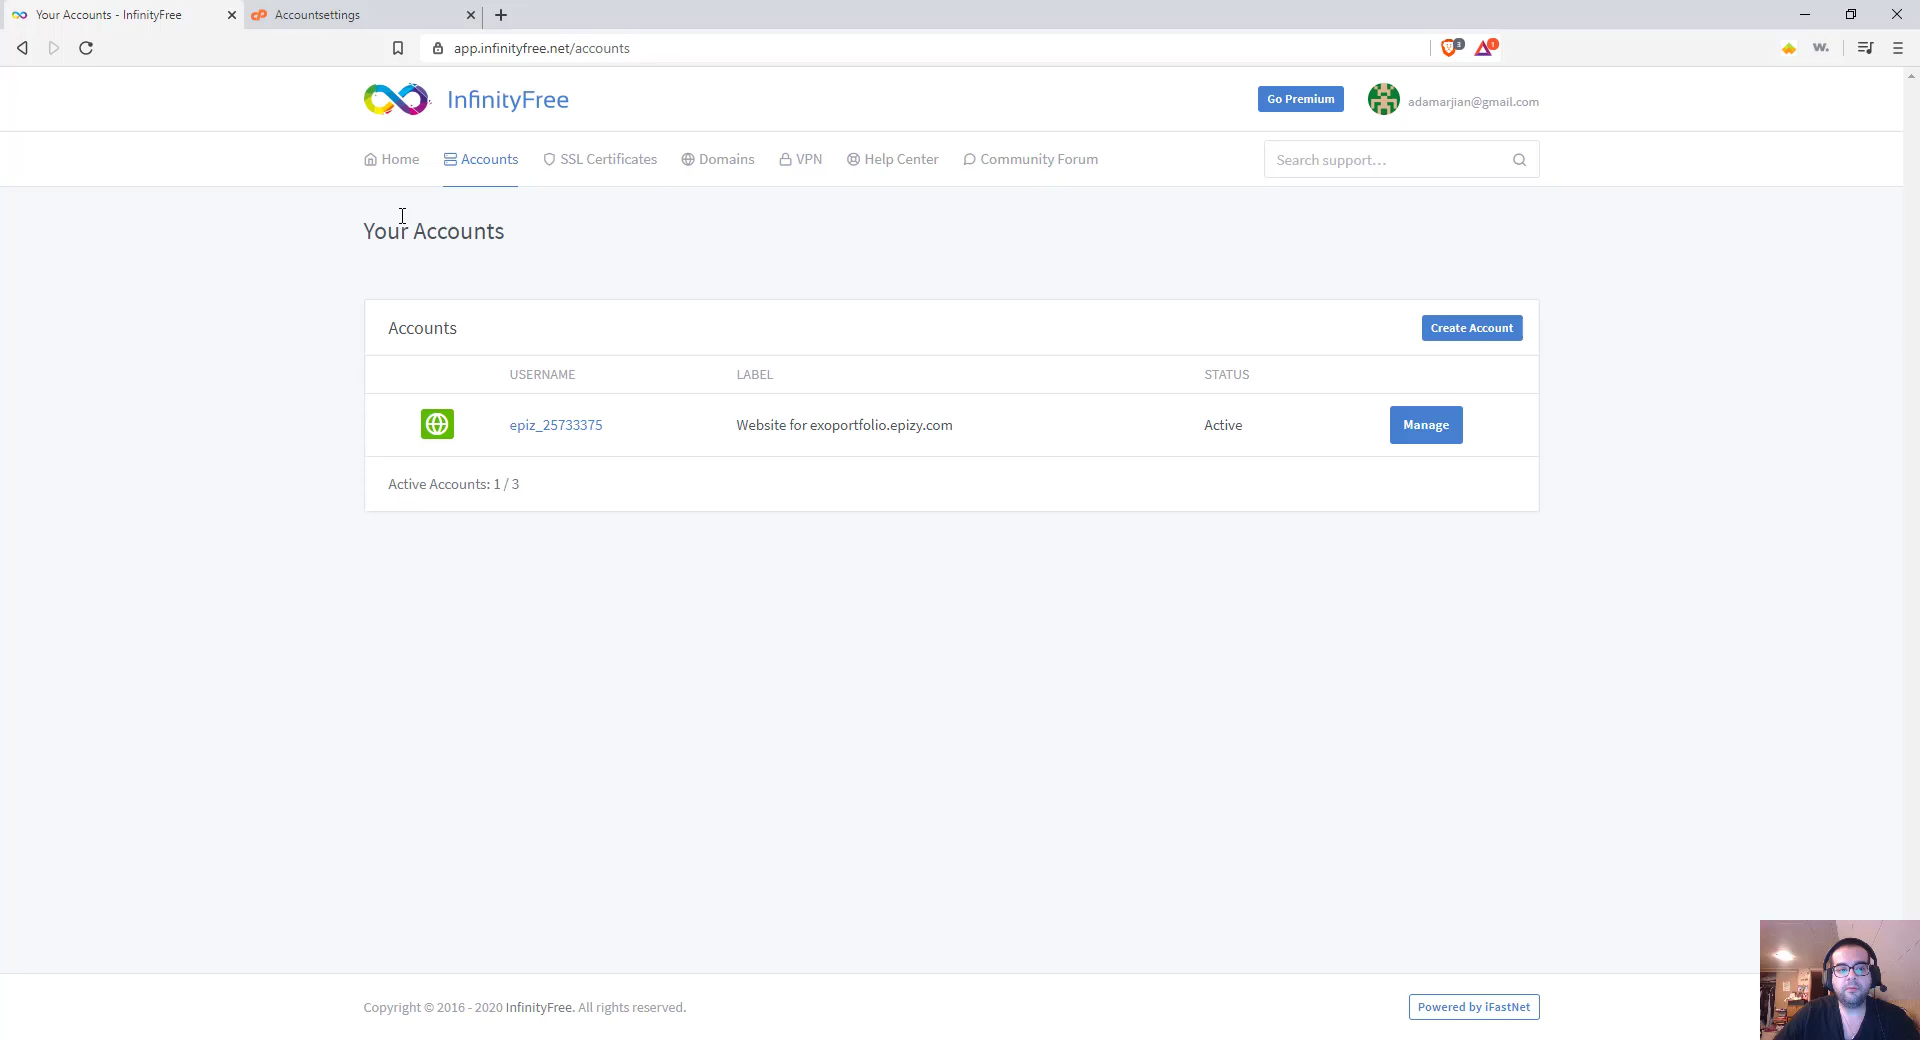 Your Accounts - InfinityFree
Accountsettings
app.infinityfree.net/accounts
3
1
W.
InfinityFree
Go Premium
adamarjian@gmail.com
Home
Accounts
SSL Certificates
Domains
VPN
Help Center
Community Forum
Search support...
Your Accounts
Accounts
Create Account
USERNAME
LABEL
STATUS
epiz_25733375
Website for exoportfolio.epizy.com
Active
Manage
Active Accounts: 1 / 3
Copyright © 2016 - 2020 InfinityFree. All rights reserved.
Powered by iFastNet